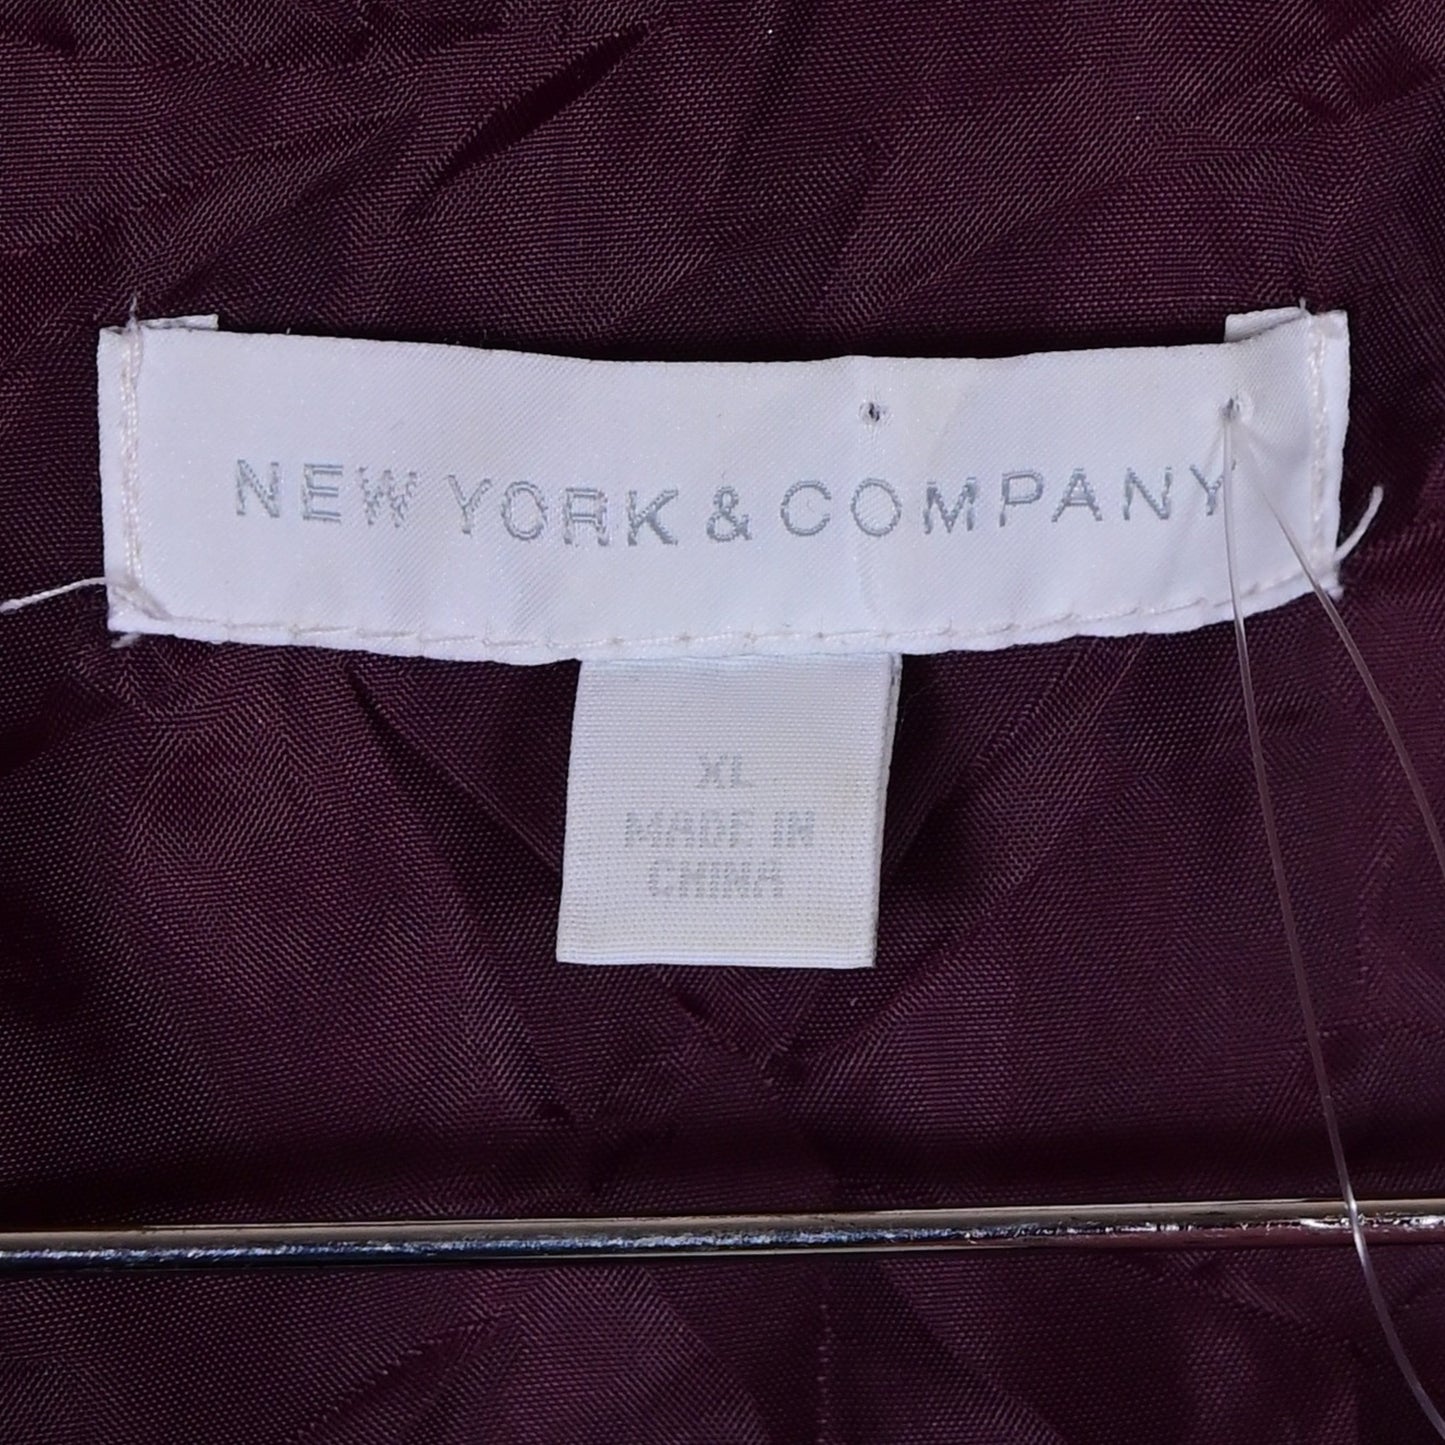 NEW YORK & COMPANY
XL
MADE IN
CHINA